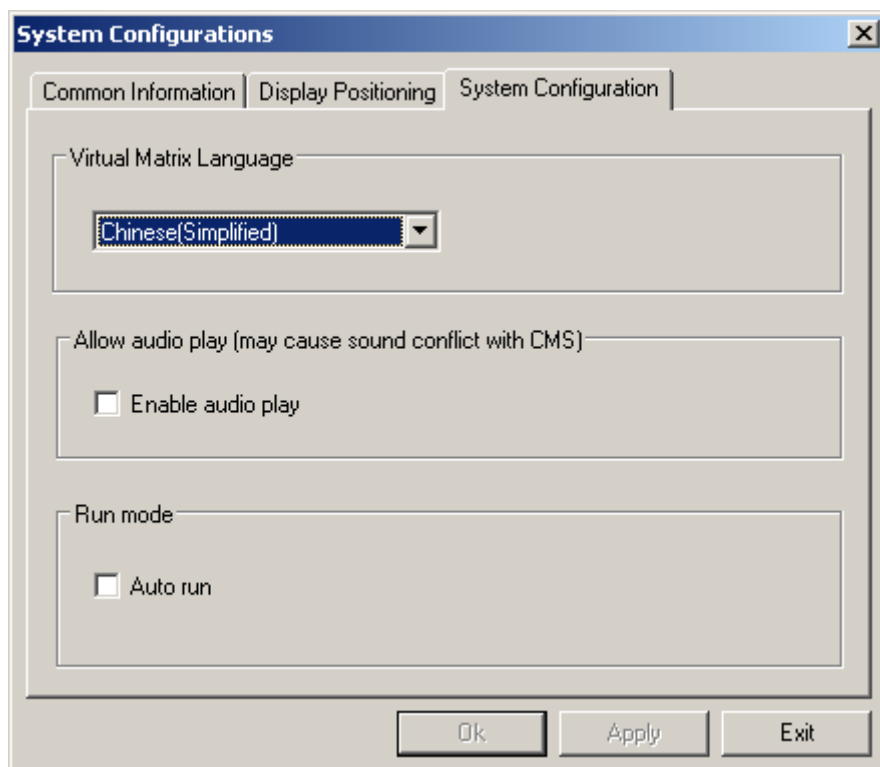 System Configurations
Common Information
Display Positioning
System Configuration
Virtual Matrix Language
Chinese(Simplified)
Allow audio play (may cause sound conflict with CMS)
Enable audio play
Run mode
Auto run
Ok
Apply
Exit